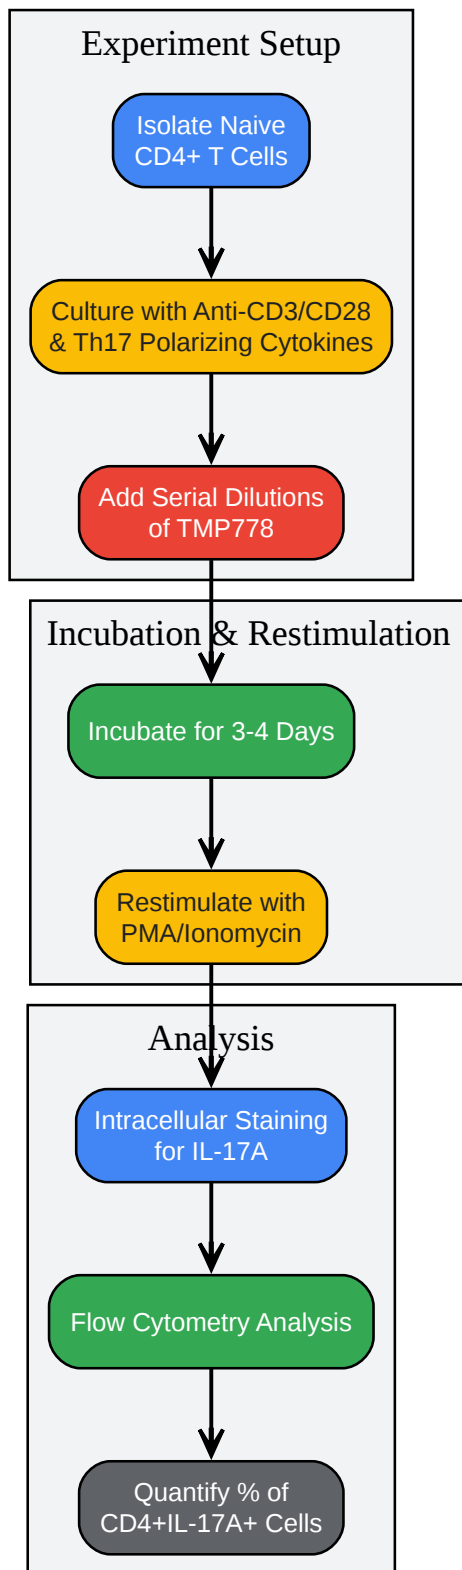 Experiment Setup
Isolate Naive
CD4+ T Cells
Culture with Anti-CD3/CD28
& Th17 Polarizing Cytokines
Add Serial Dilutions
of TMP778
Incubation & Restimulation
Incubate for 3-4 Days
Restimulate with
PMA/Ionomycin
Analysis
Intracellular Staining
for IL-17A
Flow Cytometry Analysis
Quantify % of
CD4+IL-17A+ Cells